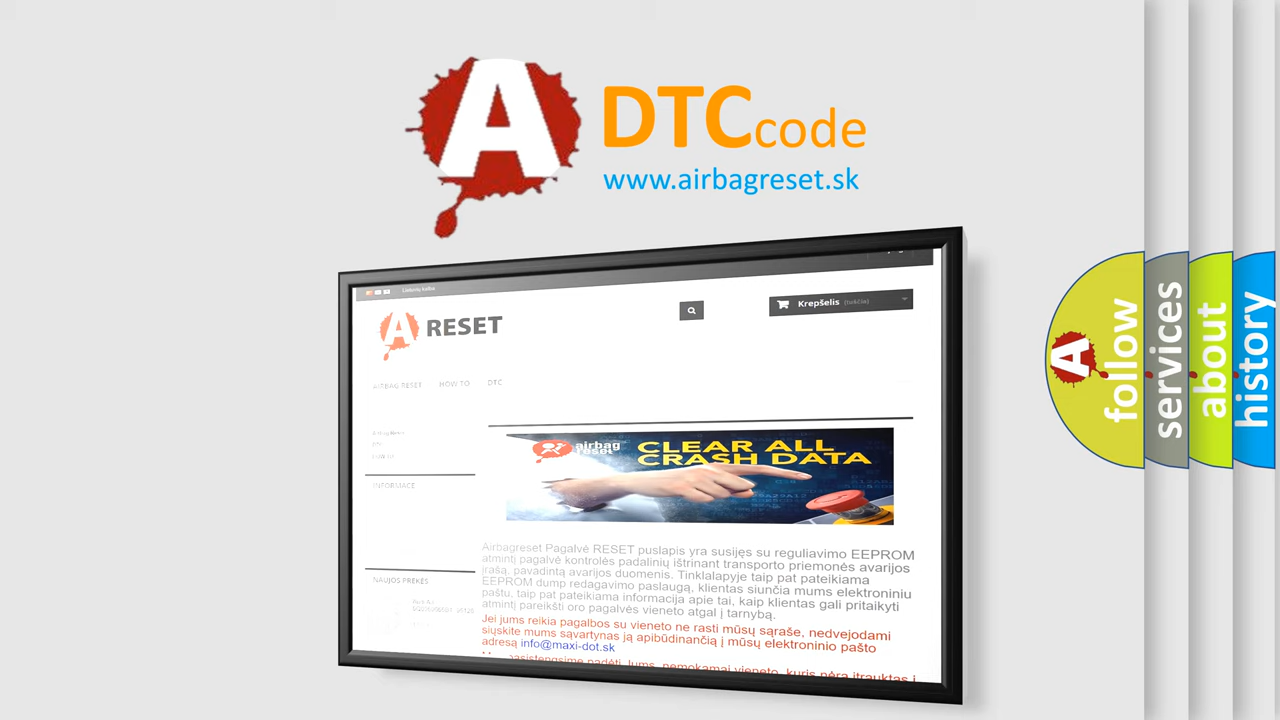 A
DTCcode
www.airbagreset.sk
Lietuvių kalba
A RESET
Krepšelis (tuščia)
AIRBAG RESET HOW TO DTC
INFORMACE
airbag
reset
CLEAR ALL
CRASH DATA
Airbagreset Pagalvė RESET puslapis yra susijęs su reguliavimo EEPROM
atmintį pagalvė kontrolės padalinių ištrinant transporto priemonės avarijos
įrašą, pavadintą avarijos duomenis. Tinklalapyje taip pat pateikiama
EEPROM dump redagavimo paslaugą, klientas siunčia mums elektroniniu
paštu, taip pat pateikiama informacija apie tai, kaip klientas gali pritaikyti
atmintį pareikšti oro pagalvės vieneto atgal į tarnybą.
Jei jums reikia pagalbos su vieneto ne rasti mūsų sąraše, nedvejodami
siųskite mums sąvartynas ją apibūdinančią į mūsų elektroninio pašto
adresą info@maxi-dot.sk
NAUJOS PREKĖS
A follow
services
about
history